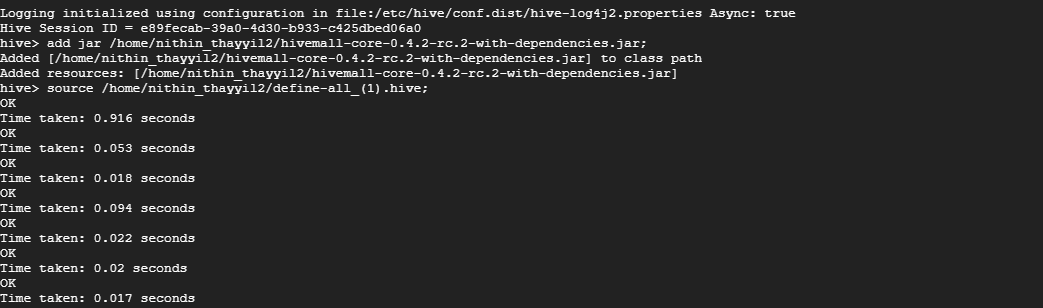 Logging initialized using configuration in file:/etc/hive/conf.dist/hive-log4j2.properties Async: true
Hive Session ID = e89fecab-39a0-4d30-b933-c425dbed06a0
hive> add jar /home/nithin_thayyil2/hivemall-core-0.4.2-rc.2-with-dependencies.jar;
Added [/home/nithin_thayyil2/hivemall-core-0.4.2-rc.2-with-dependencies.jar] to class path
Added resources: [/home/nithin_thayyil2/hivemall-core-0.4.2-rc.2-with-dependencies.jar]
hive> source /home/nithin_thayyil2/define-all_(1).hive;
OK
Time taken: 0.916 seconds
OK
Time taken: 0.053 seconds
OK
Time taken: 0.018 seconds
OK
Time taken: 0.094 seconds
OK
Time taken: 0.022 seconds
OK
Time taken: 0.02 seconds
OK
Time taken: 0.017 seconds